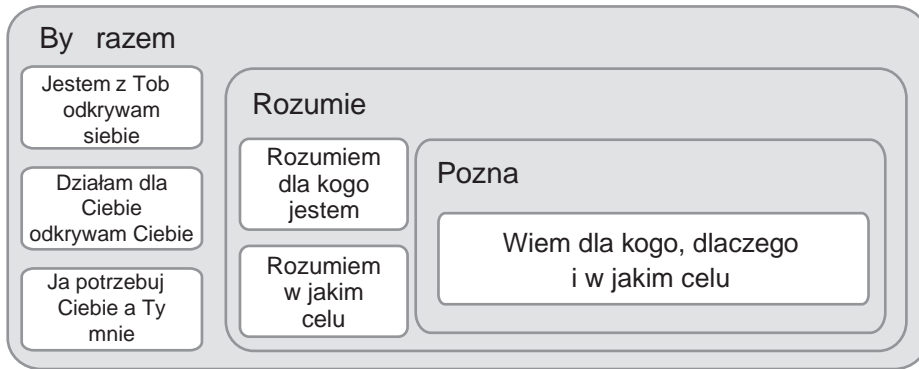 By razem
Jestem z Tob
odkrywam
siebie
Działam dla
Ciebie
odkrywam Ciebie
Ja potrzebuj
Ciebie a Ty
mnie
Rozumie
Rozumiem
dla kogo
jestem
Rozumiem
w jakim
celu
Pozna
Wiem dla kogo, dlaczego
i w jakim celu